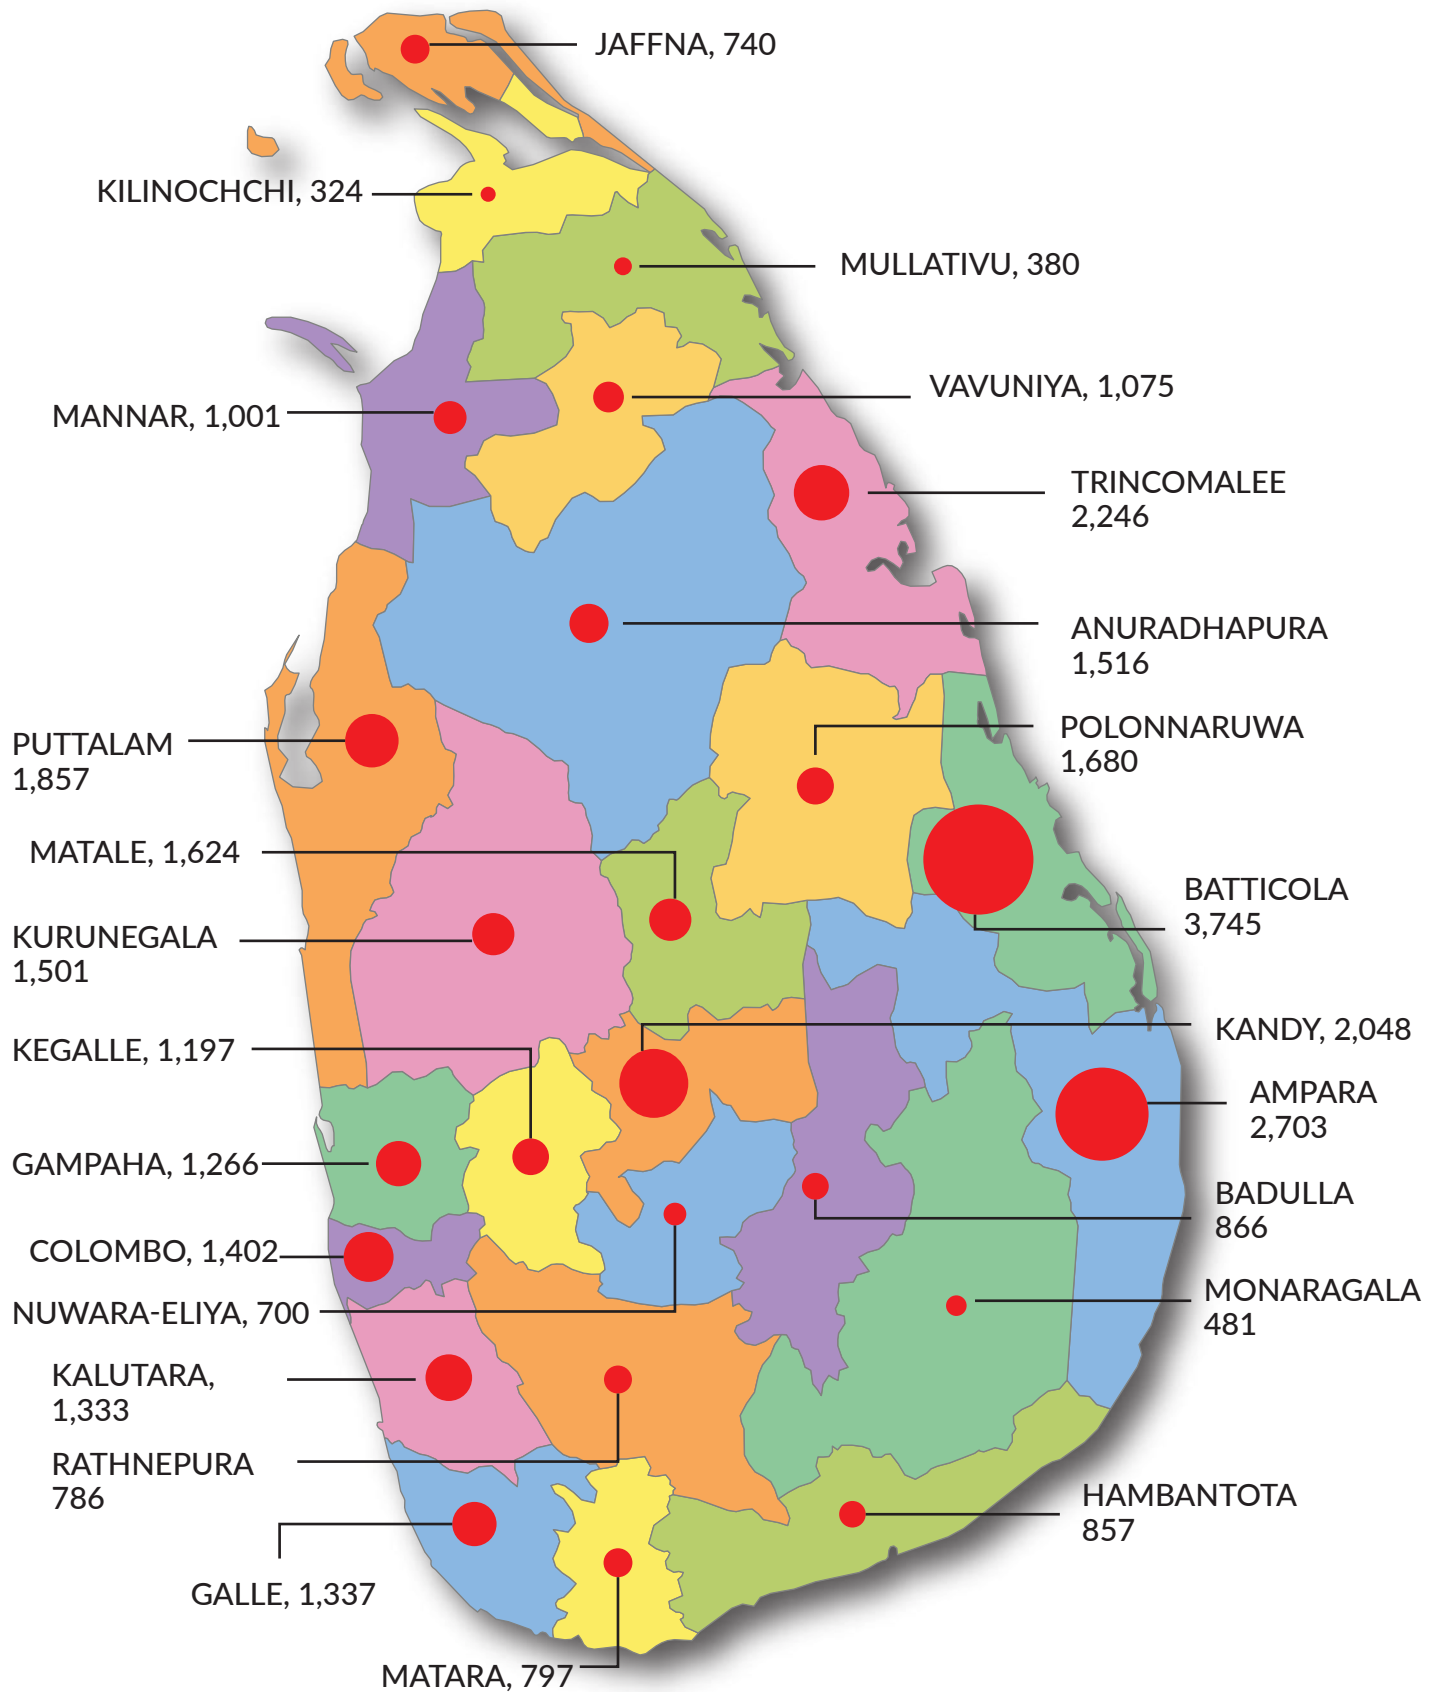 JAFFNA, 740
KILINOCHCHI, 324
MULLATIVU, 380
VAVUNIYA, 1,075
MANNAR, 1,001
TRINCOMALEE
2,246
ANURADHAPURA
1,516
POLONNARUWA
1,680
PUTTALAM
1,857
MATALE, 1,624
BATTICOLA
3,745
KURUNEGALA
1,501
KANDY, 2,048
KEGALLE, 1,197
AMPARA
2,703
GAMPAHA, 1,266
BADULLA
866
COLOMBO, 1,402
MONARAGALA
481
NUWARA-ELIYA, 700
KALUTARA,
1,333
RATHNEPURA
786
HAMBANTOTA
857
GALLE, 1,337
MATARA, 797